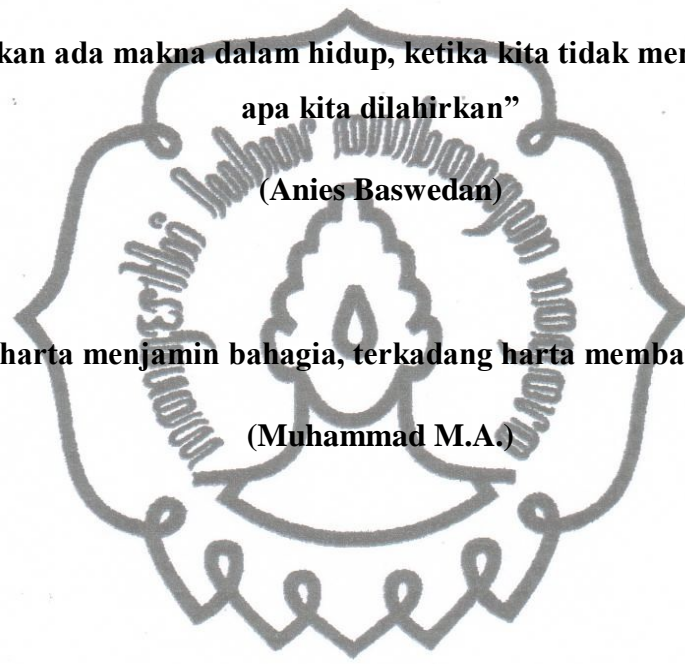 kan ada makna dalam hidup, ketika kita tidak mer
apa kita dilahirkan”
(Anies Baswedan)
harta menjamin bahagia, terkadang harta memba
(Muhammad M.A.)